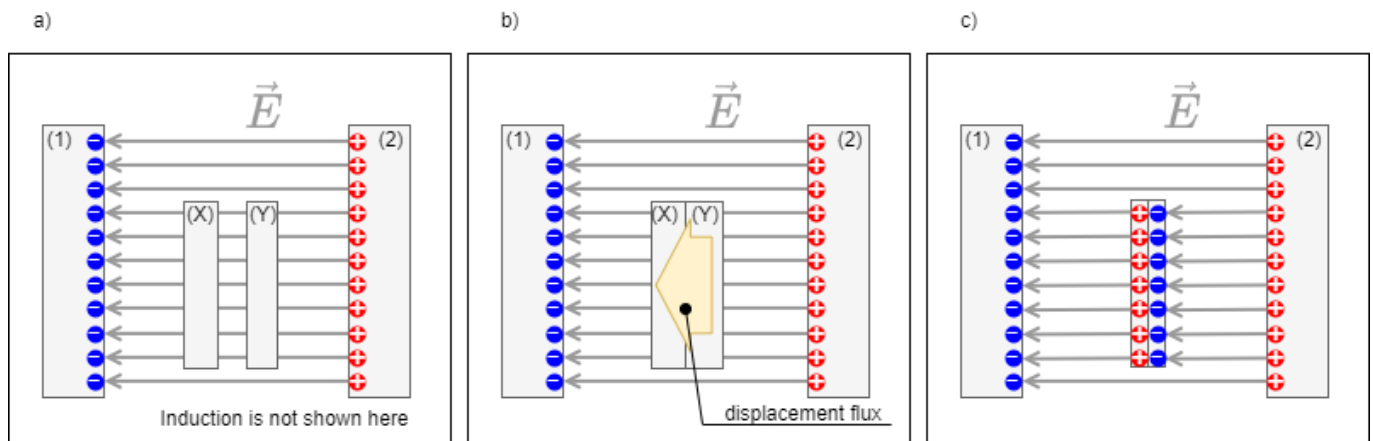 a)
b)
c)
E
(1)
(2)
(X)
(Y)
Induction is not shown here
E
(1)
(2)
(X)
(Y)
displacement flux
E
(1)
(2)